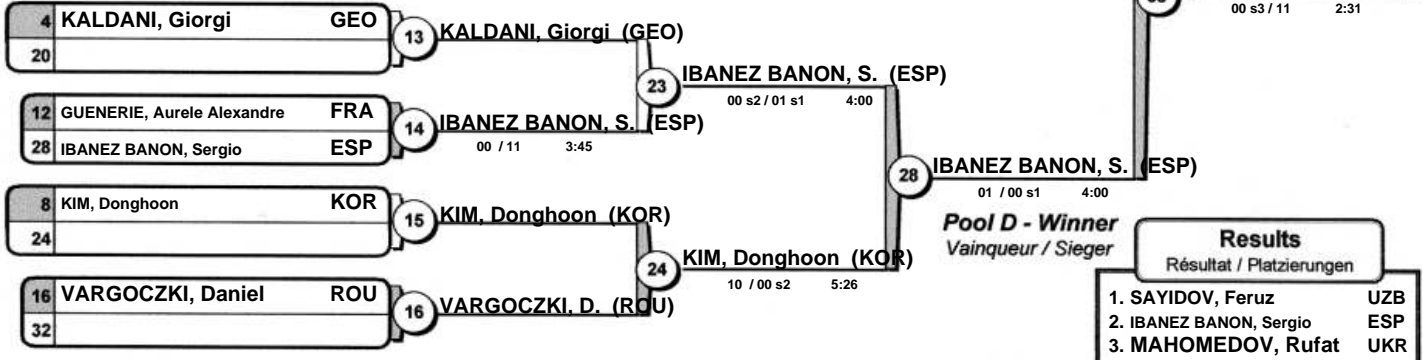 00 s3 / 11 2:31
4 KALDANI, Giorgi GEO
20
13 KALDANI, Giorgi (GEO)
12 GUENERIE, Aurele Alexandre FRA
28 IBANEZ BANON, Sergio ESP
14 IBANEZ BANON, S. (ESP)
00 / 11 3:45
23 IBANEZ BANON, S. (ESP)
00 s2 / 01 s1 4:00
8 KIM, Donghoon KOR
24
15 KIM, Donghoon (KOR)
16 VARGOCZKI, Daniel ROU
32
16 VARGOCZKI, D. (ROU)
24 KIM, Donghoon (KOR)
10 / 00 s2 5:26
28 IBANEZ BANON, S. (ESP)
01 / 00 s1 4:00
Pool D - Winner
Vainqueur / Sieger
Results
Résultat / Platzierungen
1. SAYIDOV, Feruz UZB
2. IBANEZ BANON, Sergio ESP
3. MAHOMEDOV, Rufat UKR